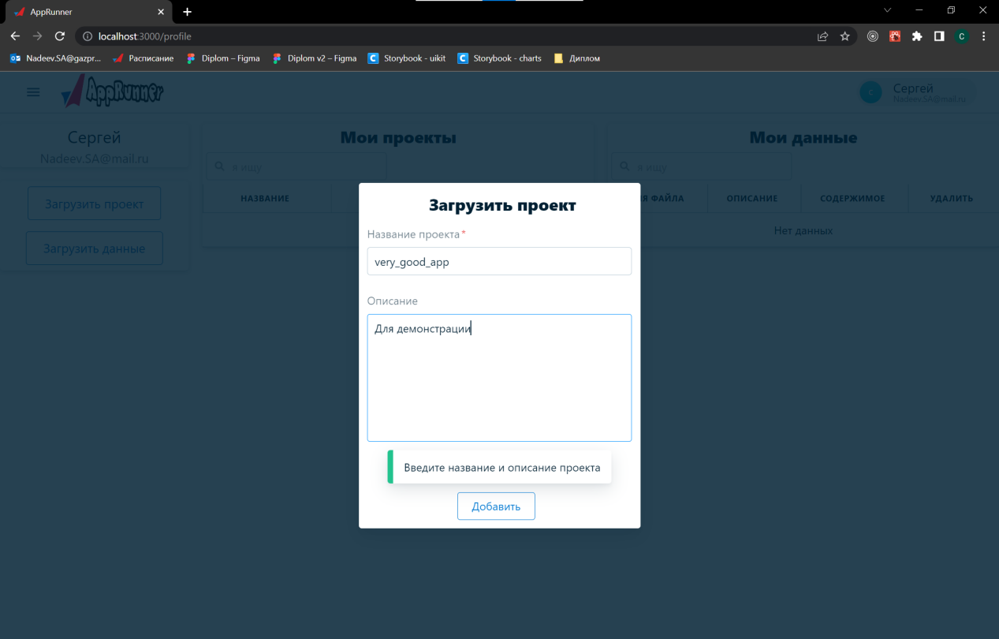 AppRunner
localhost:3000/profile
Nadeev.SA@gazpr... Расписание Diplom – Figma Diplom v2 – Figma Storybook - uikit Storybook - charts Диплом
AppRunner
С Сергей
Nadeev.SA@mail.ru
Сергей
Nadeev.SA@mail.ru
Загрузить проект
Загрузить данные
Мои проекты
я ищу
НАЗВАНИЕ
Мои данные
я ищу
ФАЙЛА ОПИСАНИЕ СОДЕРЖИМОЕ УДАЛИТЬ
Нет данных
Загрузить проект
Название проекта*
very_good_app
Описание
Для демонстрации
Введите название и описание проекта
Добавить